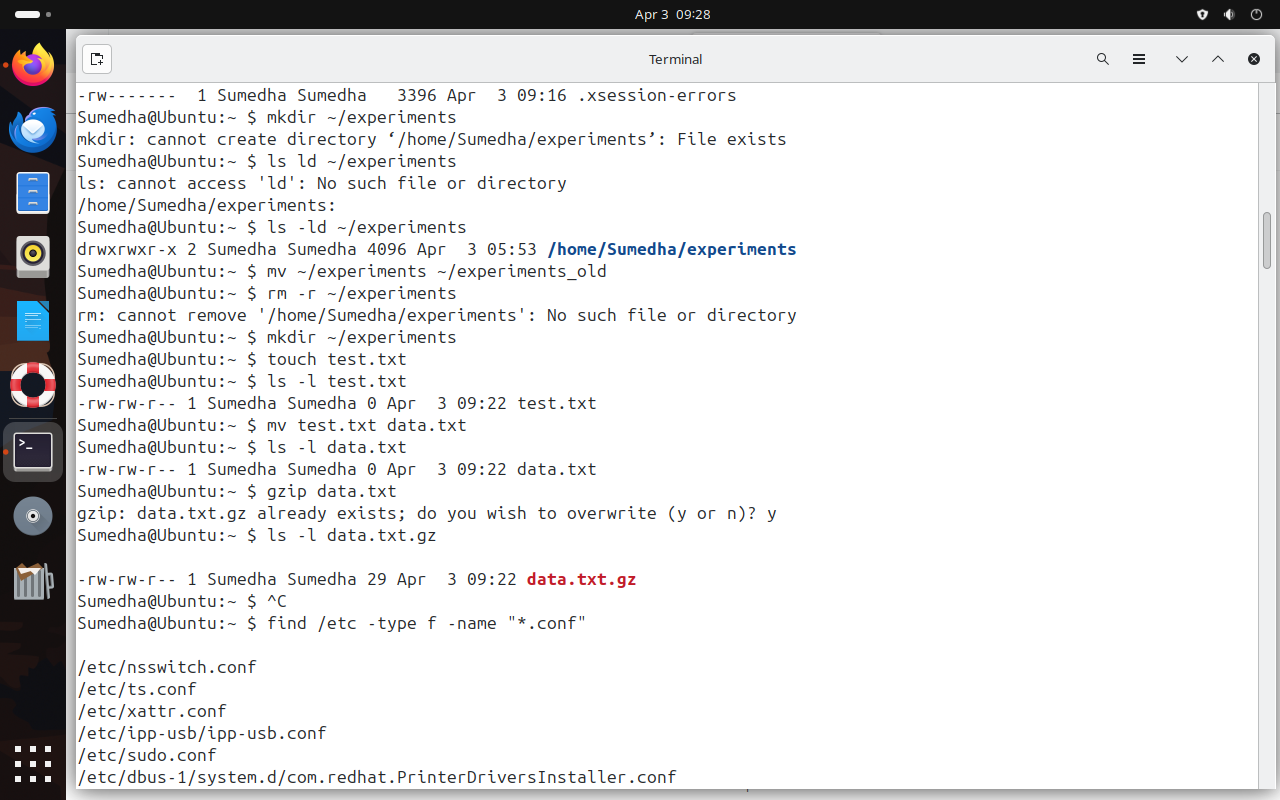 Apr 3 09:28
Terminal
-rw-------  1 Sumedha Sumedha   3396 Apr  3 09:16 .xsession-errors
Sumedha@Ubuntu:~ $ mkdir ~/experiments
mkdir: cannot create directory ‘/home/Sumedha/experiments’: File exists
Sumedha@Ubuntu:~ $ ls ld ~/experiments
ls: cannot access 'ld': No such file or directory
/home/Sumedha/experiments:
Sumedha@Ubuntu:~ $ ls -ld ~/experiments
drwxrwxr-x 2 Sumedha Sumedha 4096 Apr  3 05:53 /home/Sumedha/experiments
Sumedha@Ubuntu:~ $ mv ~/experiments ~/experiments_old
Sumedha@Ubuntu:~ $ rm -r ~/experiments
rm: cannot remove '/home/Sumedha/experiments': No such file or directory
Sumedha@Ubuntu:~ $ mkdir ~/experiments
Sumedha@Ubuntu:~ $ touch test.txt
Sumedha@Ubuntu:~ $ ls -l test.txt
-rw-rw-r-- 1 Sumedha Sumedha 0 Apr  3 09:22 test.txt
Sumedha@Ubuntu:~ $ mv test.txt data.txt
Sumedha@Ubuntu:~ $ ls -l data.txt
-rw-rw-r-- 1 Sumedha Sumedha 0 Apr  3 09:22 data.txt
Sumedha@Ubuntu:~ $ gzip data.txt
gzip: data.txt.gz already exists; do you wish to overwrite (y or n)? y
Sumedha@Ubuntu:~ $ ls -l data.txt.gz
-rw-rw-r-- 1 Sumedha Sumedha 29 Apr  3 09:22 data.txt.gz
Sumedha@Ubuntu:~ $ ^C
Sumedha@Ubuntu:~ $ find /etc -type f -name "*.conf"
/etc/nsswitch.conf
/etc/ts.conf
/etc/xattr.conf
/etc/ipp-usb/ipp-usb.conf
/etc/sudo.conf
/etc/dbus-1/system.d/com.redhat.PrinterDriversInstaller.conf